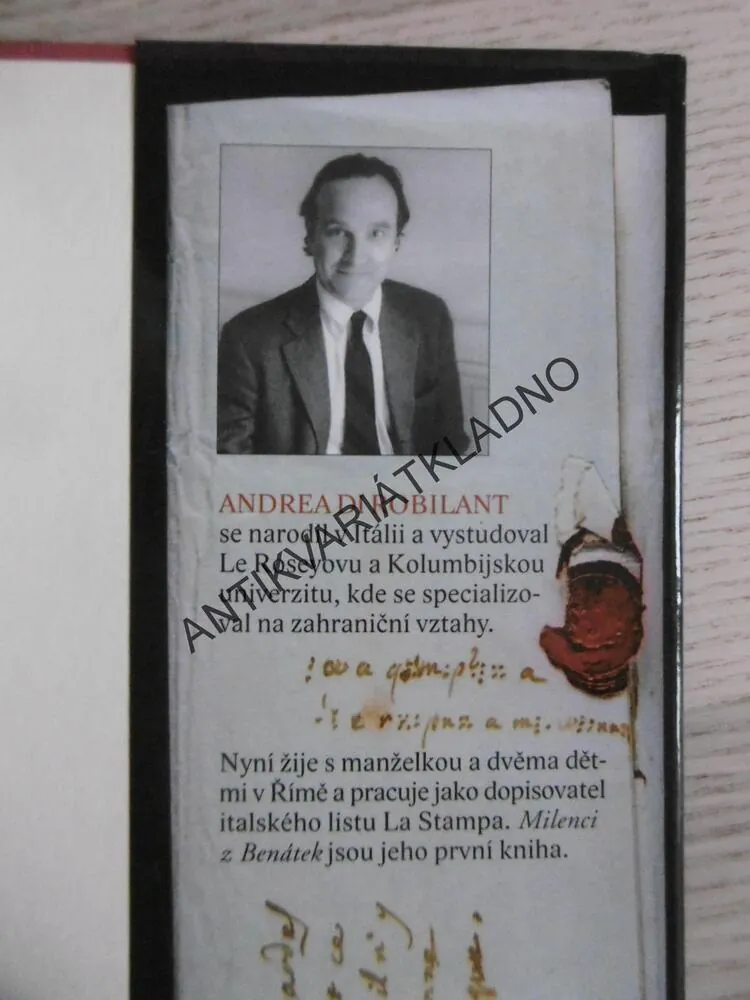 ANDREA DI ROBILANT
se narodil v Itálii a vystudoval
Le Roseyovu a Kolumbijskou
univerzitu, kde se specializo-
val na zahraniční vztahy.
Nyní žije s manželkou a dvěma dět-
mi v Římě a pracuje jako dopisovatel
italského listu La Stampa. Milenci
z Benátek jsou jeho první kniha.
ANTIKVARIÁTKLADNO